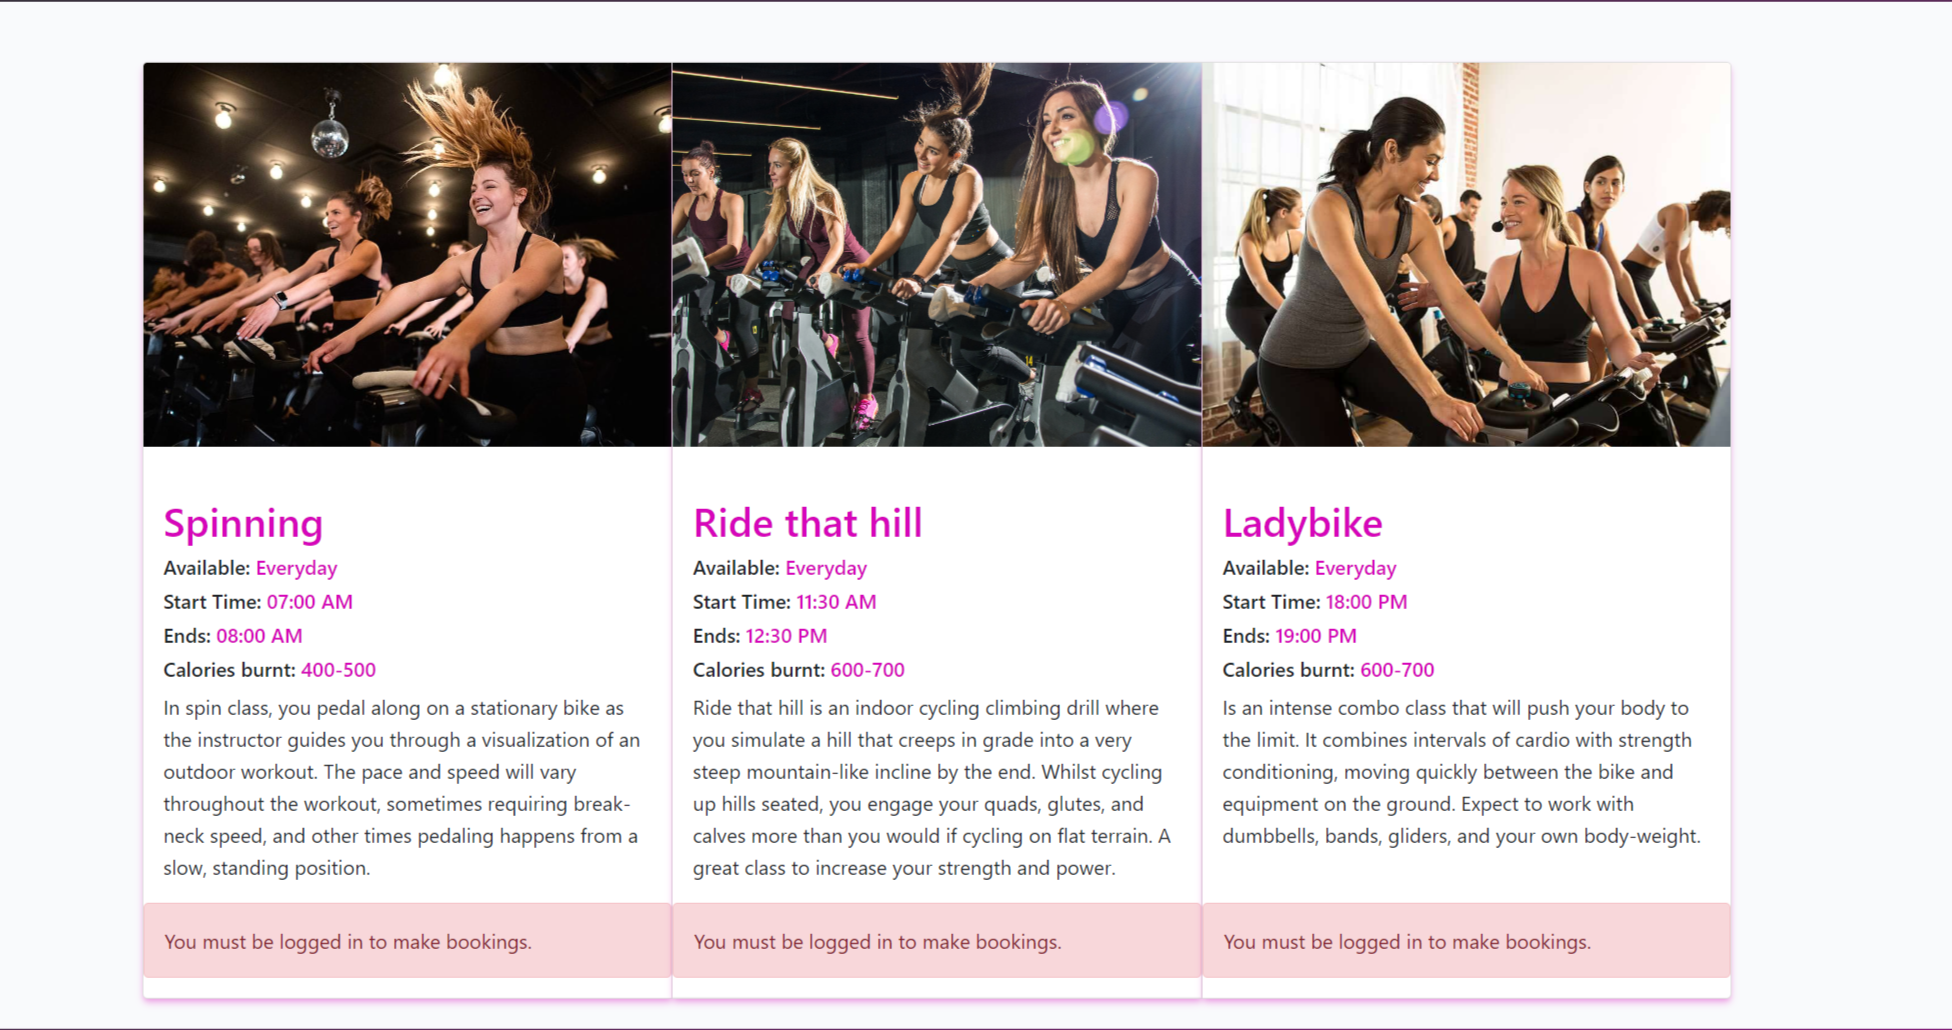 Spinning
Available: Everyday
Start Time: 07:00 AM
Ends: 08:00 AM
Calories burnt: 400-500
In spin class, you pedal along on a stationary bike as
the instructor guides you through a visualization of an
outdoor workout. The pace and speed will vary
throughout the workout, sometimes requiring break-
neck speed, and other times pedaling happens from a
slow, standing position.
You must be logged in to make bookings.
Ride that hill
Available: Everyday
Start Time: 11:30 AM
Ends: 12:30 PM
Calories burnt: 600-700
Ride that hill is an indoor cycling climbing drill where
you simulate a hill that creeps in grade into a very
steep mountain-like incline by the end. Whilst cycling
up hills seated, you engage your quads, glutes, and
calves more than you would if cycling on flat terrain. A
great class to increase your strength and power.
You must be logged in to make bookings.
Ladybike
Available: Everyday
Start Time: 18:00 PM
Ends: 19:00 PM
Calories burnt: 600-700
Is an intense combo class that will push your body to
the limit. It combines intervals of cardio with strength
conditioning, moving quickly between the bike and
equipment on the ground. Expect to work with
dumbbells, bands, gliders, and your own body-weight.
You must be logged in to make bookings.